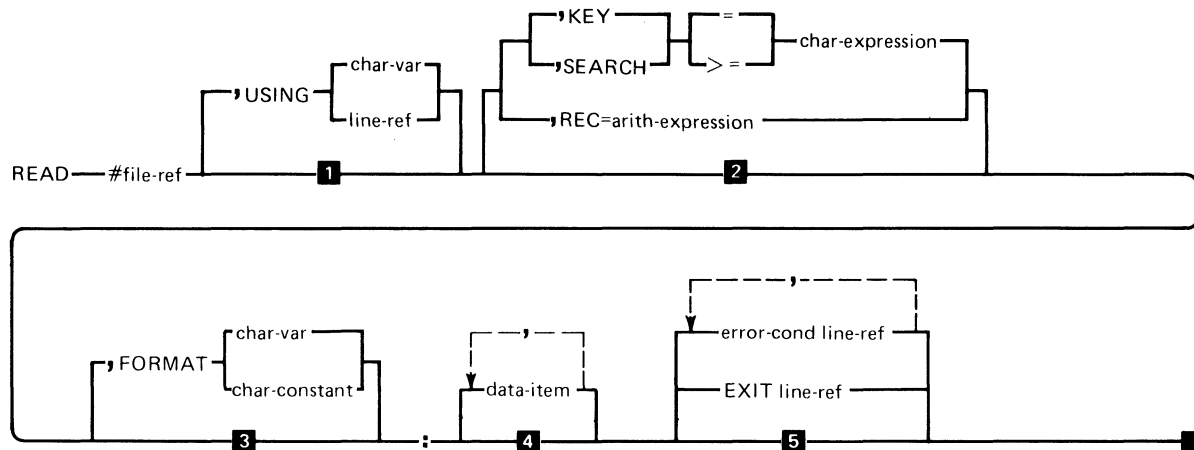 ,KEY
=
char-expression
,SEARCH
>=
char-var
,USING
line-ref
,REC=arith-expression
READ #file-ref
1
2
,
,
char-var
error-cond line-ref
,FORMAT
char-constant
data-item
EXIT line-ref
3
:
4
5